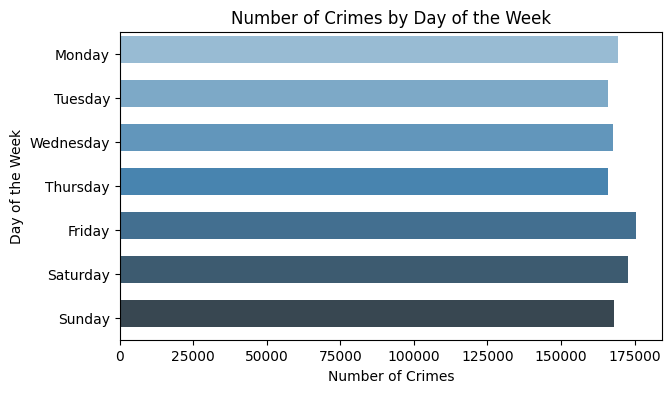 Number of Crimes by Day of the Week
Day of the Week
Monday
Tuesday
Wednesday
Thursday
Friday
Saturday
Sunday
0 25000 50000 75000 100000 125000 150000 175000
Number of Crimes